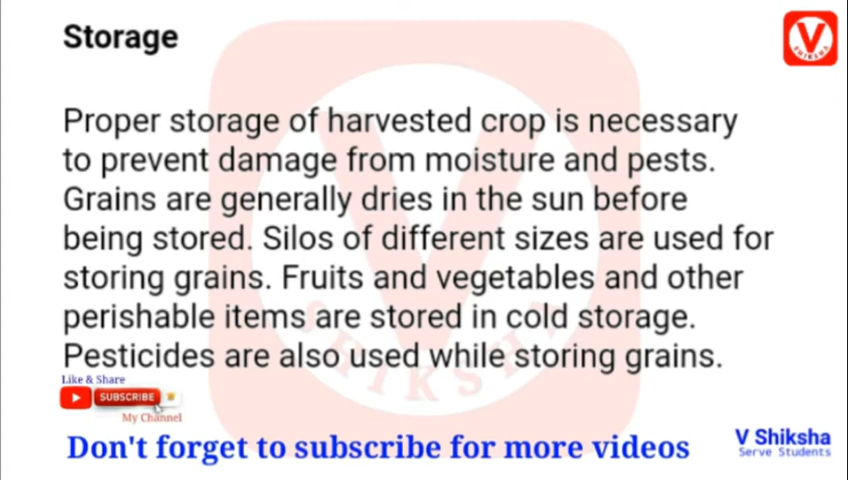 Storage
V
SHIKSHA
Proper storage of harvested crop is necessary
to prevent damage from moisture and pests.
Grains are generally dries in the sun before
being stored. Silos of different sizes are used for
storing grains. Fruits and vegetables and other
perishable items are stored in cold storage.
Pesticides are also used while storing grains.
V
SHIKSHA
Like & Share
SUBSCRIBE
My Channel
Don't forget to subscribe for more videos
V Shiksha
Serve Students